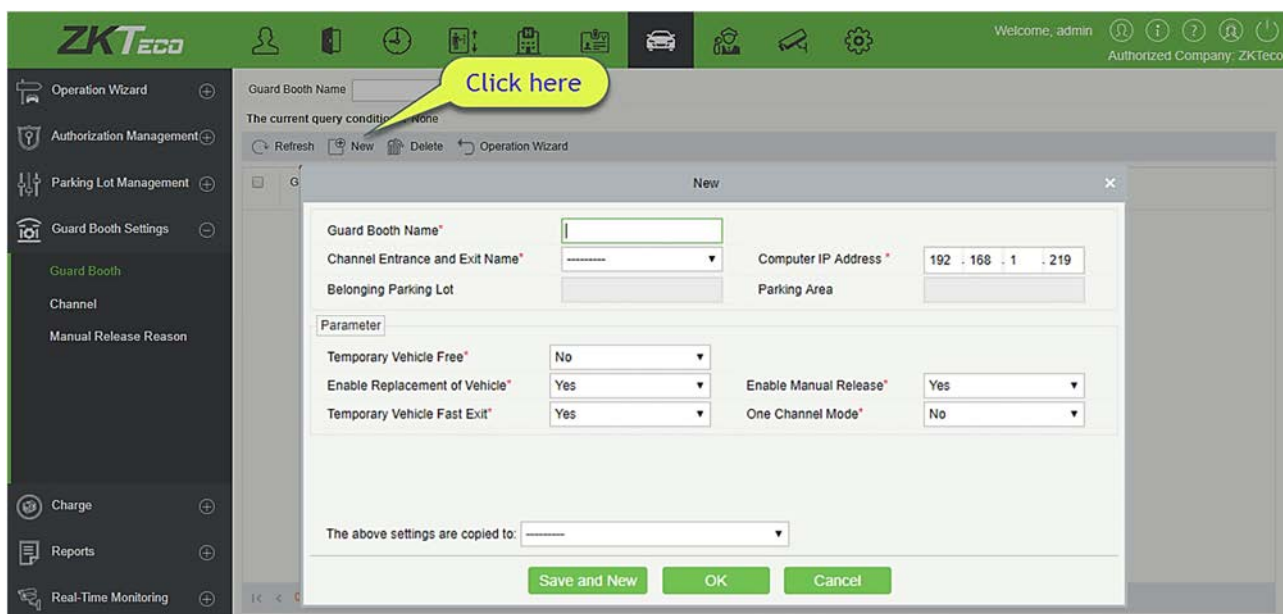 ZKTECO
Welcome, admin
Authorized Company: ZKTeco
Operation Wizard
Authorization Management
Parking Lot Management
Guard Booth Settings
Guard Booth
Channel
Manual Release Reason
Charge
Reports
Real-Time Monitoring
Guard Booth Name
Click here
The current query conditio None
Refresh New Delete Operation Wizard
G
New
Guard Booth Name*
Channel Entrance and Exit Name* --------- Computer IP Address * 192 . 168 . 1 . 219
Belonging Parking Lot Parking Area
Parameter
Temporary Vehicle Free* No
Enable Replacement of Vehicle* Yes Enable Manual Release* Yes
Temporary Vehicle Fast Exit* Yes One Channel Mode* No
The above settings are copied to: ---------
Save and New OK Cancel